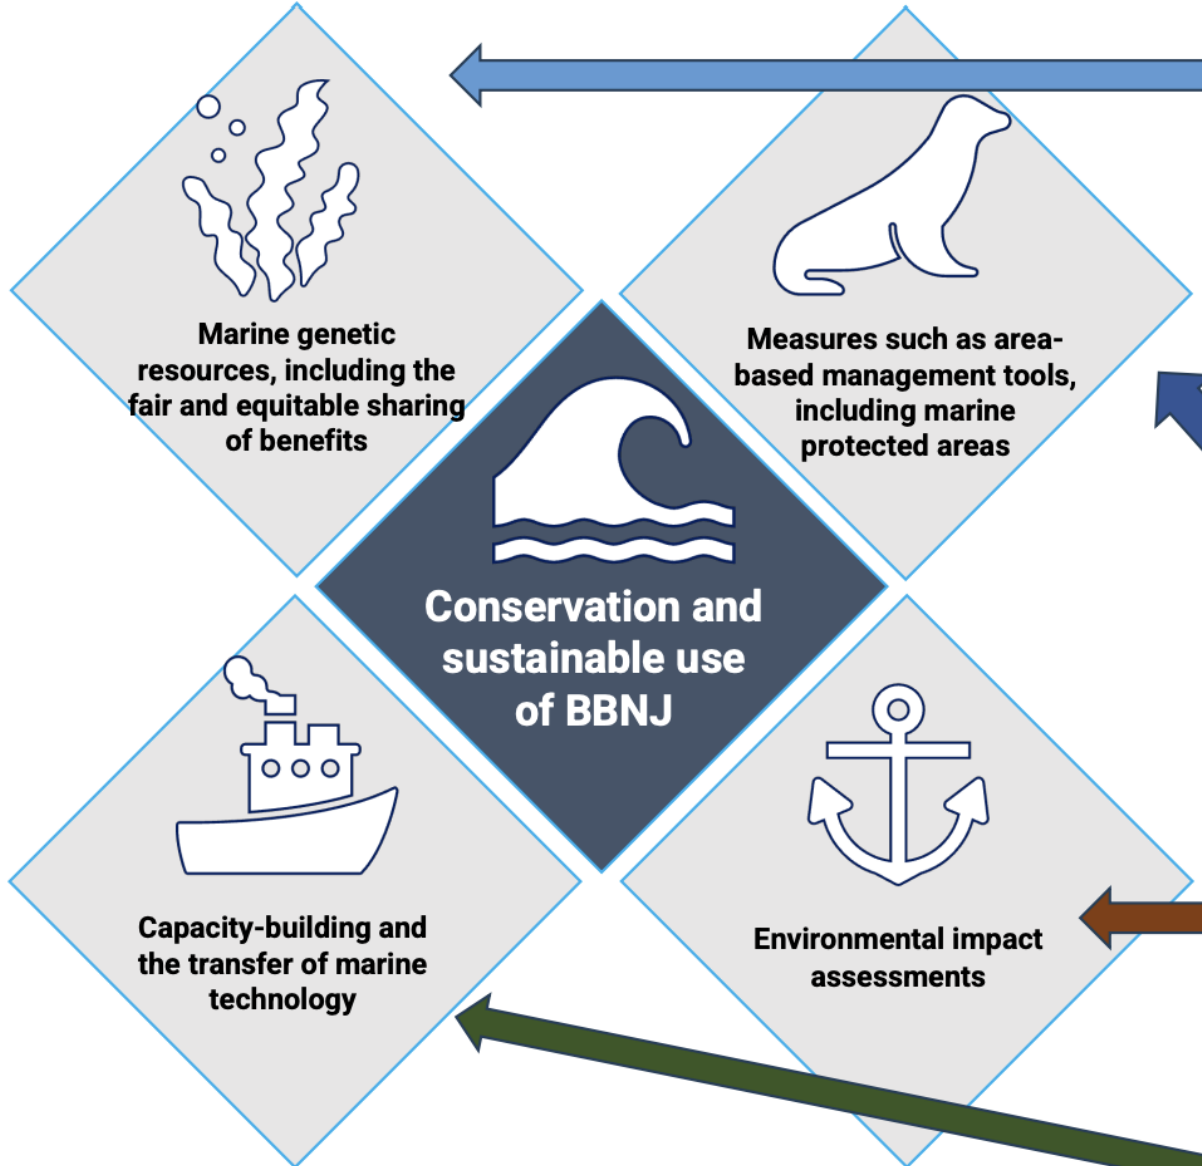 Marine genetic
resources, including the
fair and equitable sharing
of benefits
Measures such as area-
based management tools,
including marine
protected areas
Conservation and
sustainable use
of BBNJ
Capacity-building and
the transfer of marine
technology
Environmental impact
assessments